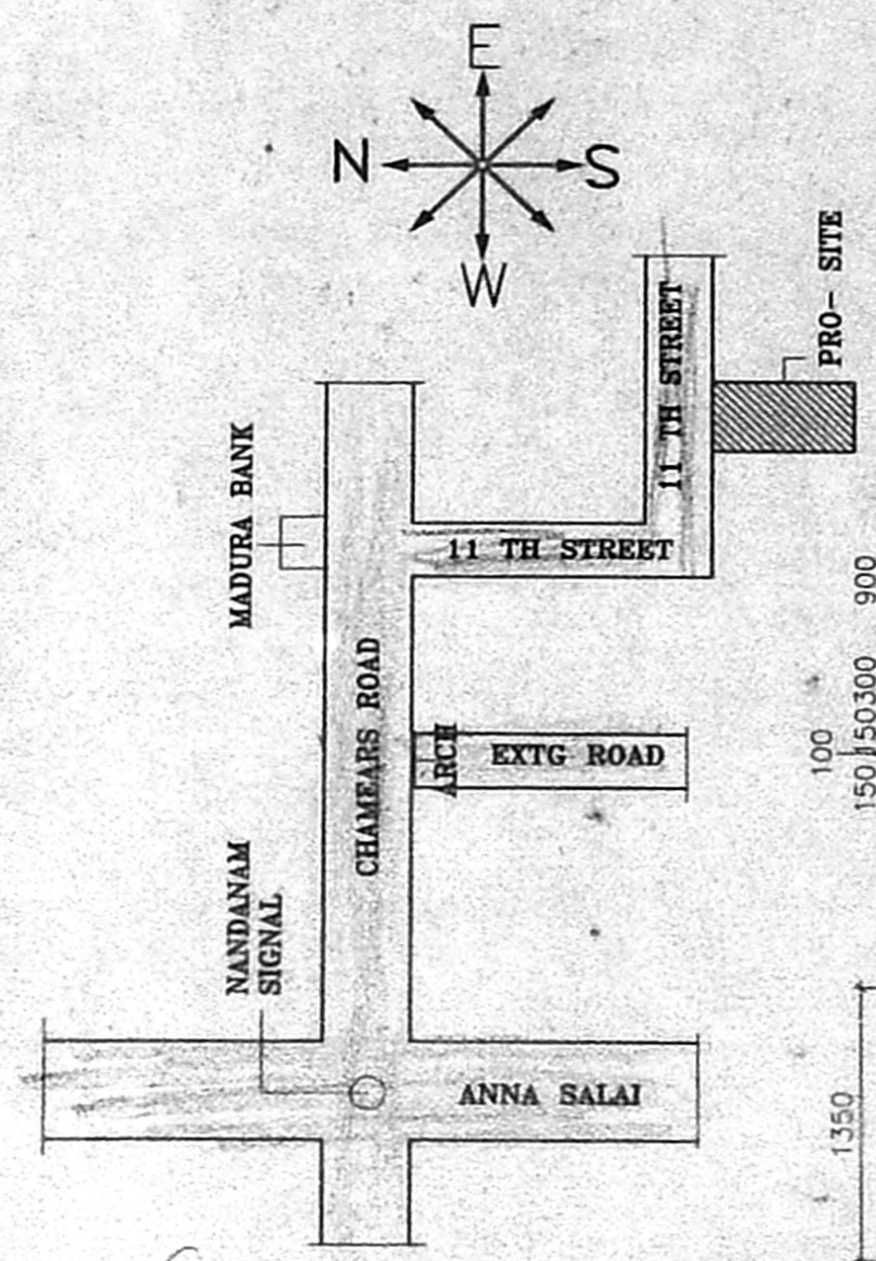 E
N
S
W
PRO- SITE
11 TH STREET
MADURA BANK
11 TH STREET
900
CHAMEARS ROAD
ARCH
EXTG ROAD
100
150 150 300
NANDANAM
SIGNAL
ANNA SALAI
1350